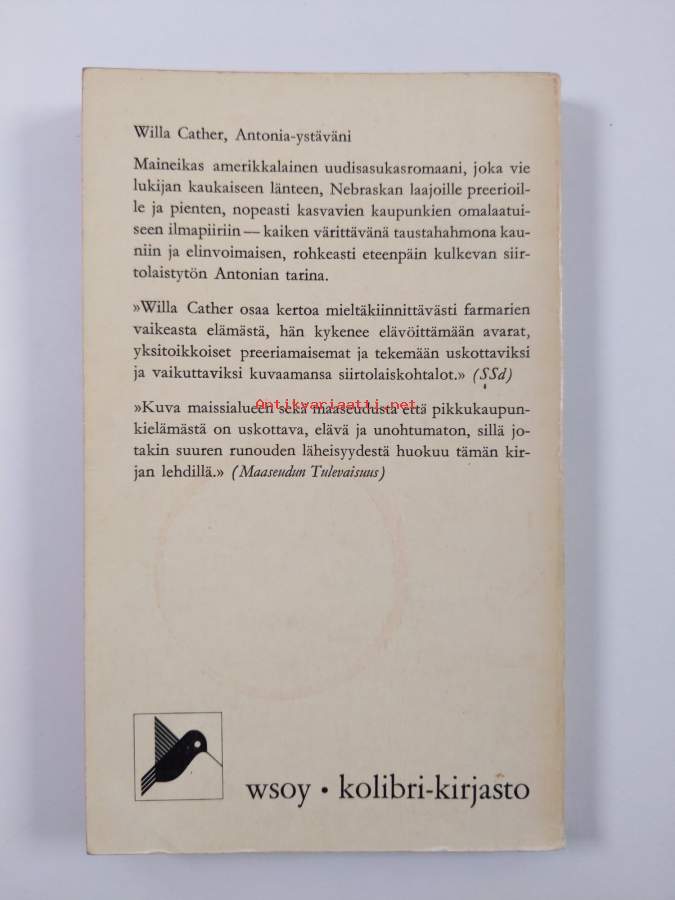 Willa Cather, Antonia-ystäväni
Maineikas amerikkalainen uudisasukasromaani, joka vie
lukijan kaukaiseen länteen, Nebraskan laajoille preerioil-
le ja pienten, nopeasti kasvavien kaupunkien omalaatui-
seen ilmapiiriin — kaiken värittävänä taustahahmona kau-
niin ja elinvoimaisen, rohkeasti eteenpäin kulkevan siir-
tolaistytön Antonian tarina.
»Willa Cather osaa kertoa mieltäkiinnittävästi farmarien
vaikeasta elämästä, hän kykenee elävöittämään avarat,
yksitoikkoiset preeriamaisemat ja tekemään uskottaviksi
ja vaikuttaviksi kuvaamansa siirtolaiskohtalot.» (SSd)
Antikvariaatti.net
»Kuva maissialueen sekä maaseudusta että pikkukaupun-
kielämästä on uskottava, elävä ja unohtumaton, sillä jo-
takin suuren runouden läheisyydestä huokuu tämän kir-
jan lehdillä.» (Maaseudun Tulevaisuus)
wsoy • kolibri-kirjasto